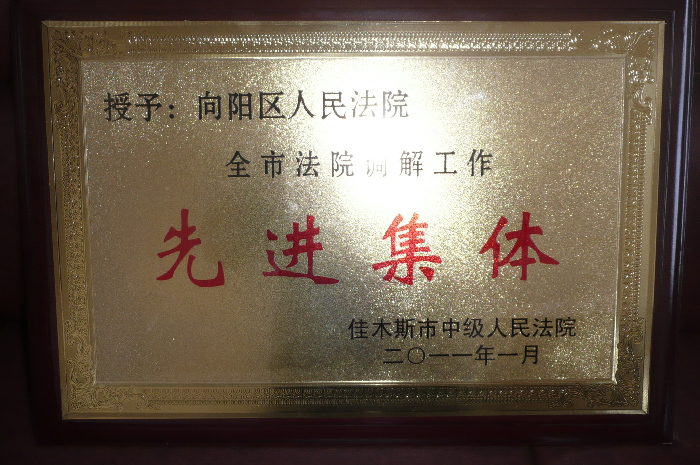 授予：向阳区人民法院
全市法院调解工作
先进集体
佳木斯市中级人民法院
二〇一一年一月